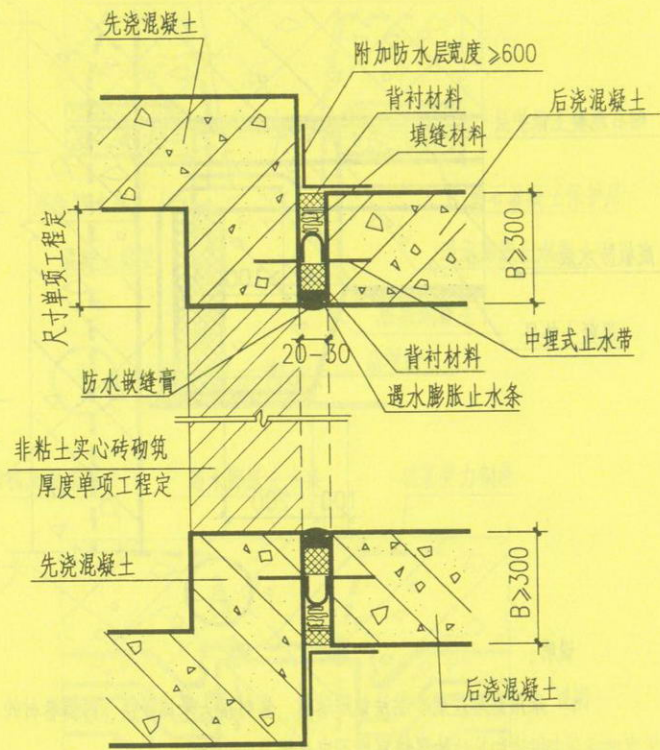 先浇混凝土
附加防水层宽度≥600
背衬材料
后浇混凝土
填缝材料
尺寸单项工程定
B≥300
20-30
背衬材料
中埋式止水带
防水嵌缝膏
遇水膨胀止水条
非粘土实心砖砌筑
厚度单项工程定
先浇混凝土
B≥300
后浇混凝土